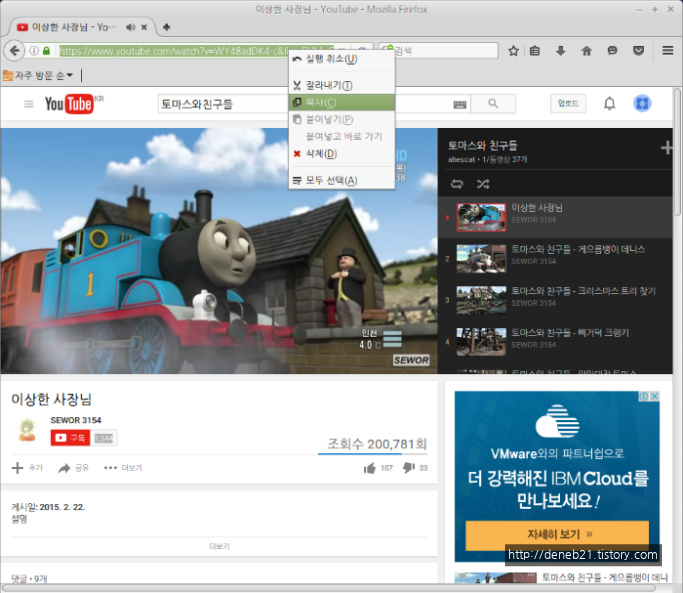 이상한 사장님 - YouTube - Mozilla Firefox
이상한 사장님 - Yo…
https://www.youtube.com/watch?v=WY48adDK4-c&
검색
자주 방문 순
실행 취소(U)
잘라내기(T)
복사(C)
붙여넣기(P)
붙여넣고 바로 가기
삭제(D)
모두 선택(A)
YouTube KR
토마스와친구들
업로드
HD
38
1
인천
4.0 ℃
SEWOR
토마스와 친구들
ahescat • 1/동영상 37개
이상한 사장님
SEWOR 3154
2
토마스와 친구들 - 게으름뱅이 데니스
SEWOR 3154
3
토마스와 친구들 - 크리스마스 트리 찾기
SEWOR 3154
4
토마스와 친구들 - 삐거덕 크랭키
SEWOR 3154
이상한 사장님
SEWOR 3154
구독
1,544
조회수 200,781회
추가
공유
더보기
107
33
게시일: 2015. 2. 22.
설명
더보기
댓글 • 9개
VMware와의 파트너쉽으로
더 강력해진 IBM Cloud를
만나보세요!
자세히 보기 »
http://deneb21.tistory.com
토마스와 친구들 - 게으름뱅이 데니